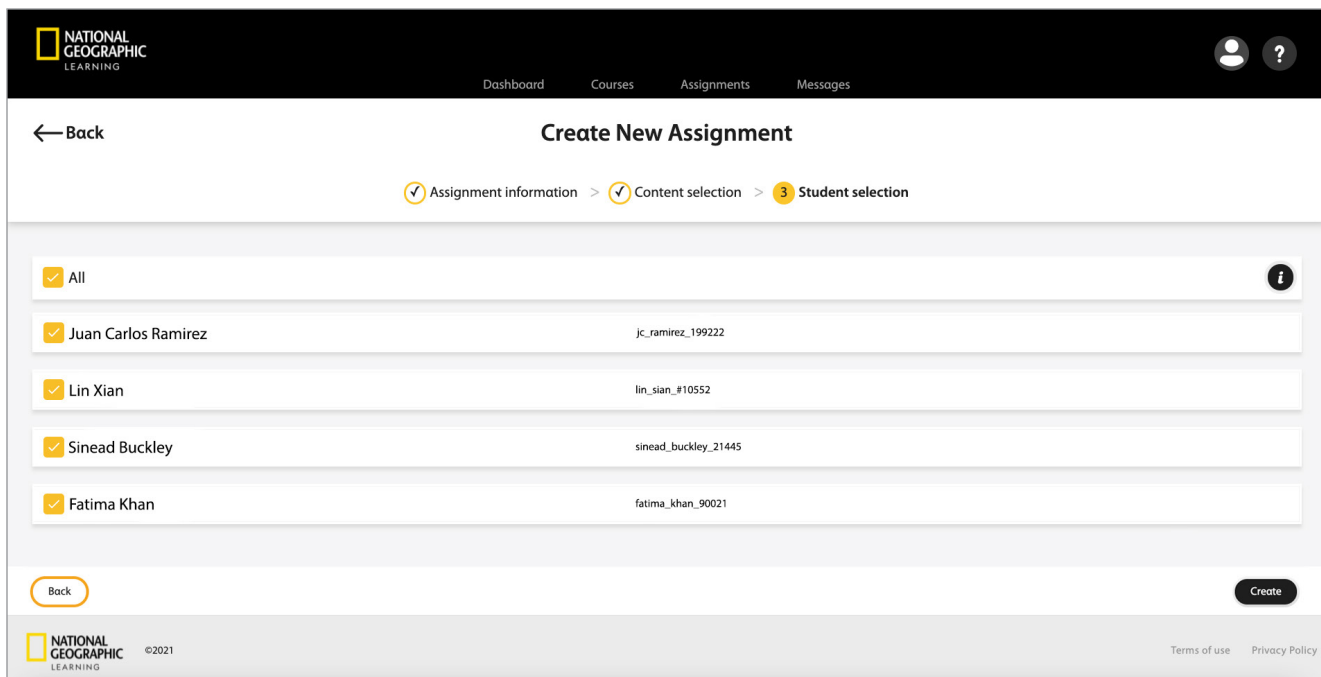 NATIONAL
GEOGRAPHIC
LEARNING
?
Dashboard Courses Assignments Messages
Back
Create New Assignment
Assignment information > Content selection > 3 Student selection
All
i
Juan Carlos Ramirez jc_ramirez_199222
Lin Xian lin_sian_#10552
Sinead Buckley sinead_buckley_21445
Fatima Khan fatima_khan_90021
Back Create
NATIONAL
GEOGRAPHIC
LEARNING
©2021
Terms of use Privacy Policy